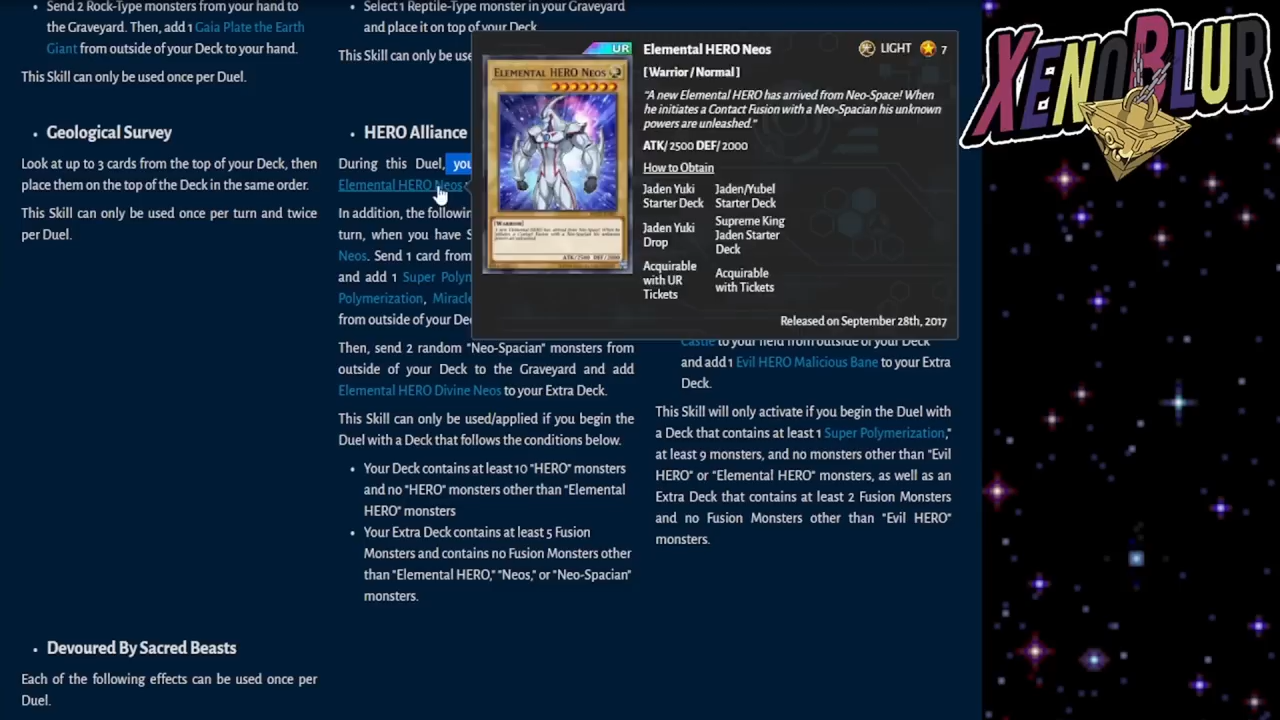 Send 2 Rock-Type monsters from your hand to
the Graveyard. Then, add 1 Gaia Plate the Earth
Giant from outside of your Deck to your hand.
This Skill can only be used once per Duel.
Geological Survey
Look at up to 3 cards from the top of your Deck, then
place them on the top of the Deck in the same order.
This Skill can only be used once per turn and twice
per Duel.
Select 1 Reptile-Type monster in your Graveyard
and place it on top of your Deck.
This Skill can only be use
HERO Alliance
During this Duel, you
Elemental HERO Neos
In addition, the following
turn, when you have
Neos. Send 1 card from
and add 1 Super Polym
Polymerization, Miracle
from outside of your De
Then, send 2 random "Neo-Spacian" monsters from
outside of your Deck to the Graveyard and add
Elemental HERO Divine Neos to your Extra Deck.
This Skill can only be used/applied if you begin the
Duel with a Deck that follows the conditions below.
Your Deck contains at least 10 "HERO" monsters
and no "HERO" monsters other than "Elemental
HERO" monsters
Your Extra Deck contains at least 5 Fusion
Monsters and contains no Fusion Monsters other
than "Elemental HERO," "Neos," or "Neo-Spacian"
monsters.
UR
ELEMENTAL HERO NEOS
[WARRIOR]
ATK/2500 DEF/2000
Elemental HERO Neos
LIGHT
7
[ Warrior / Normal ]
"A new Elemental HERO has arrived from Neo-Space! When
he initiates a Contact Fusion with a Neo-Spacian his unknown
powers are unleashed."
ATK/ 2500 DEF/ 2000
How to Obtain
Jaden Yuki
Starter Deck
Jaden/Yubel
Starter Deck
Jaden Yuki
Drop
Supreme King
Jaden Starter
Deck
Acquirable
with UR
Tickets
Acquirable
with Tickets
Released on September 28th, 2017
Castle to your field from outside of your Deck
and add 1 Evil HERO Malicious Bane to your Extra
Deck.
This Skill will only activate if you begin the Duel with
a Deck that contains at least 1 Super Polymerization,"
at least 9 monsters, and no monsters other than "Evil
HERO" or "Elemental HERO" monsters, as well as an
Extra Deck that contains at least 2 Fusion Monsters
and no Fusion Monsters other than "Evil HERO"
monsters.
Devoured By Sacred Beasts
Each of the following effects can be used once per
Duel.
XENOBLUR